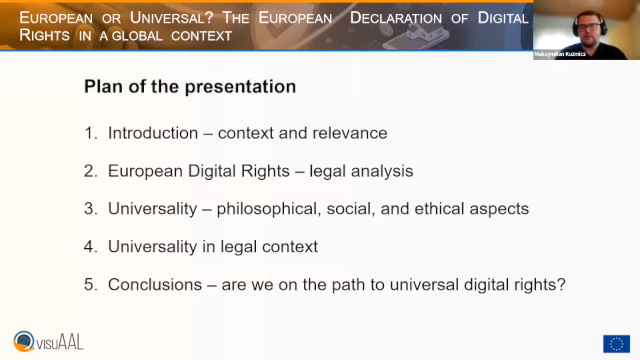 EUROPEAN OR UNIVERSAL? THE EUROPEAN DECLARATION OF DIGITAL
RIGHTS IN A GLOBAL CONTEXT
Maksymilian Kuźmicz
Plan of the presentation
1. Introduction – context and relevance
2. European Digital Rights – legal analysis
3. Universality – philosophical, social, and ethical aspects
4. Universality in legal context
5. Conclusions – are we on the path to universal digital rights?
visuAAL